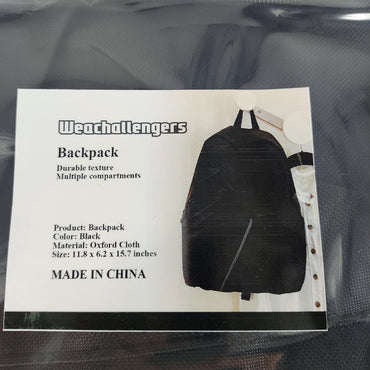 Weachallengers
Backpack
Durable texture
Multiple compartments
Product: Backpack
Color: Black
Material: Oxford Cloth
Size: 11.8 x 6.2 x 15.7 inches
MADE IN CHINA